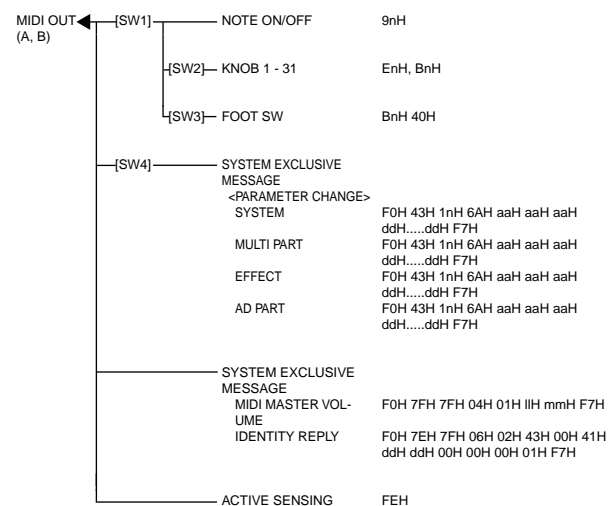 MIDI OUT [SW1] NOTE ON/OFF 9nH
(A, B)
[SW2] KNOB 1 - 31 EnH, BnH
[SW3] FOOT SW BnH 40H
[SW4] SYSTEM EXCLUSIVE
MESSAGE
<PARAMETER CHANGE>
SYSTEM F0H 43H 1nH 6AH aaH aaH aaH
ddH.....ddH F7H
MULTI PART F0H 43H 1nH 6AH aaH aaH aaH
ddH.....ddH F7H
EFFECT F0H 43H 1nH 6AH aaH aaH aaH
ddH.....ddH F7H
AD PART F0H 43H 1nH 6AH aaH aaH aaH
ddH.....ddH F7H
SYSTEM EXCLUSIVE
MESSAGE
MIDI MASTER VOL- F0H 7FH 7FH 04H 01H llH mmH F7H
UME
IDENTITY REPLY F0H 7EH 7FH 06H 02H 43H 00H 41H
ddH ddH 00H 00H 00H 01H F7H
ACTIVE SENSING FEH